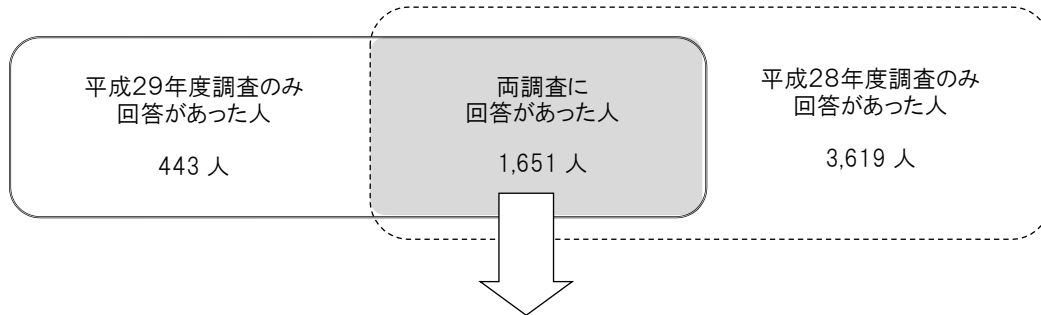 平成29年度調査のみ
回答があった人
443 人
両調査に
回答があった人
1,651 人
平成28年度調査のみ
回答があった人
3,619 人